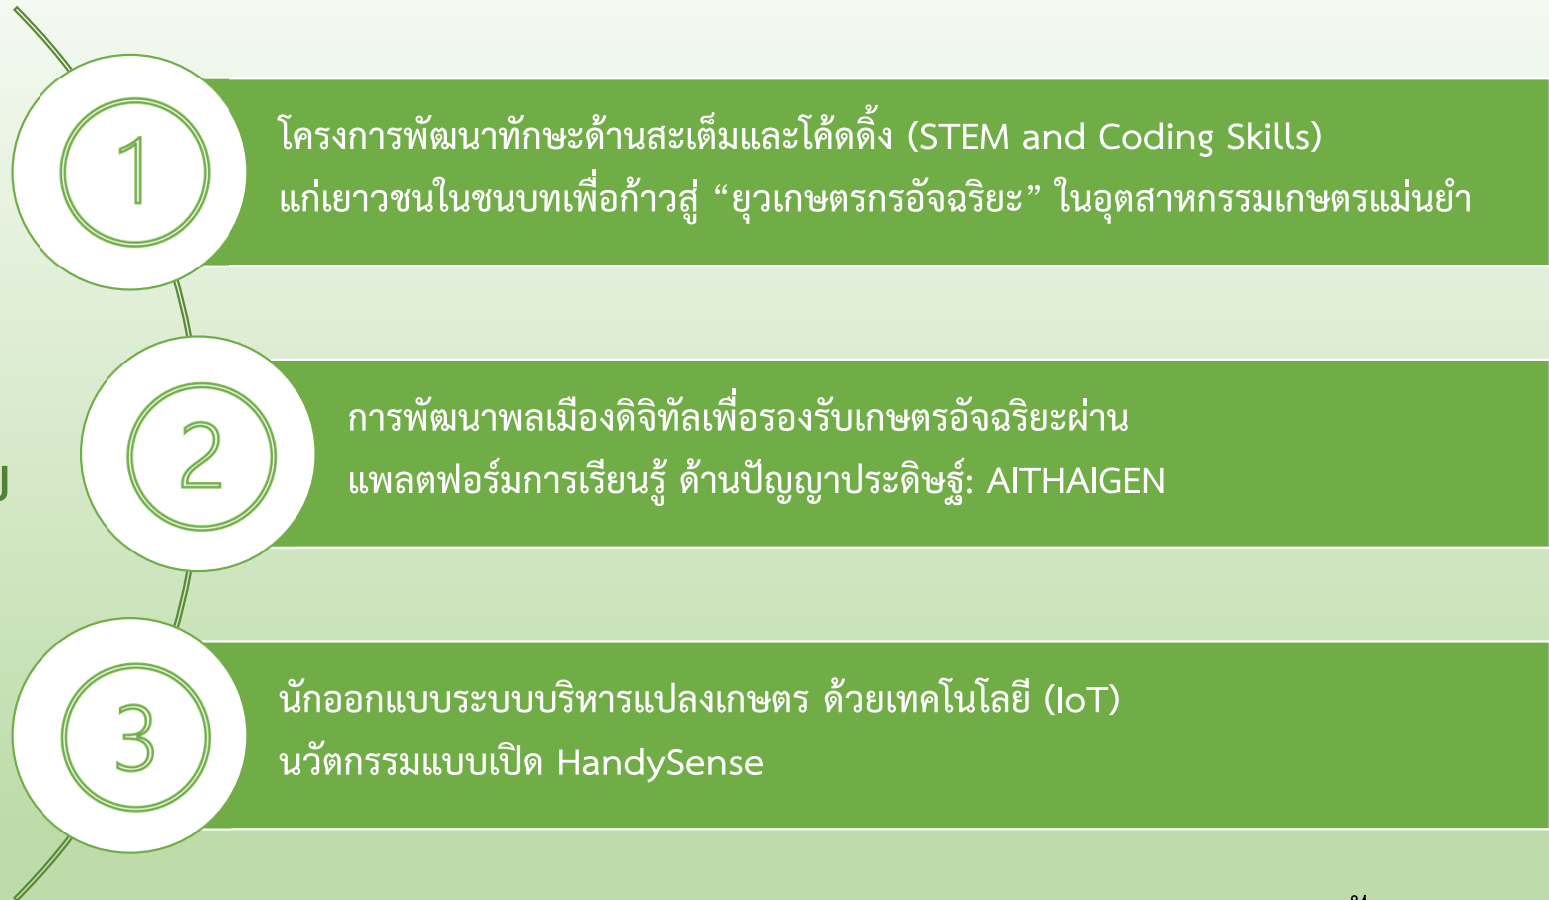 1
โครงการพัฒนาทักษะด้านสะเต็มและโค้ดดิ้ง (STEM and Coding Skills)
แก่เยาวชนในชนบทเพื่อก้าวสู่ “ยุวเกษตรกรอัจฉริยะ” ในอุตสาหกรรมเกษตรแม่นยำ
2
การพัฒนาพลเมืองดิจิทัลเพื่อรองรับเกษตรอัจฉริยะผ่าน
แพลตฟอร์มการเรียนรู้ ด้านปัญญาประดิษฐ์: AITHAIGEN
3
นักออกแบบระบบบริหารแปลงเกษตร ด้วยเทคโนโลยี (IoT)
นวัตกรรมแบบเปิด HandySense